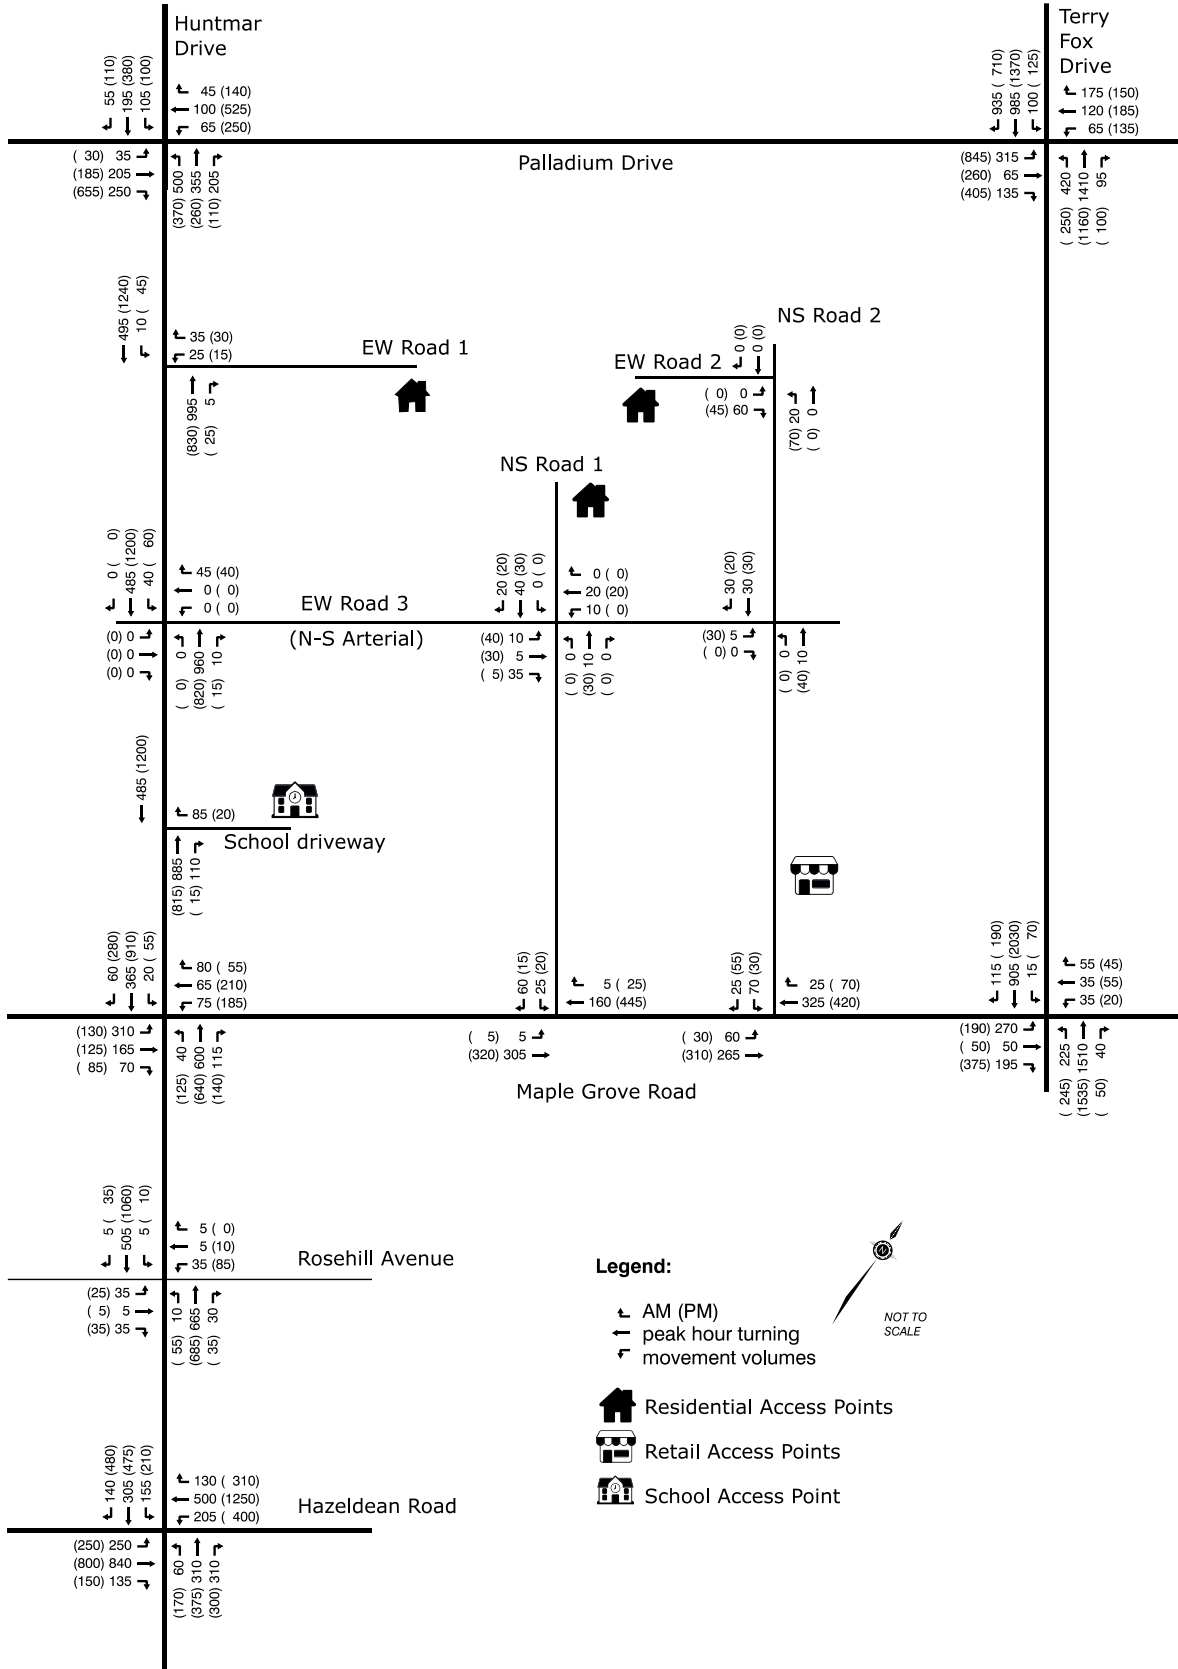 Huntmar
Drive
Terry
Fox
Drive
55 (110)
195 (380)
105 (100)
45 (140)
100 (525)
65 (250)
935 ( 710)
985 (1370)
100 ( 125)
175 (150)
120 (185)
65 (135)
( 30) 35
(185) 205
(655) 250
(370) 500
(260) 355
(110) 205
Palladium Drive
(845) 315
(260) 65
(405) 135
( 250) 420
(1160) 1410
( 100) 95
495 (1240)
10 ( 45)
35 (30)
25 (15)
EW Road 1
(830) 995
( 25) 5
NS Road 2
EW Road 2
0 (0)
0 (0)
( 0) 0
(45) 60
(70) 20
( 0) 0
NS Road 1
0 ( 0)
485 (1200)
40 ( 60)
45 (40)
0 ( 0)
0 ( 0)
EW Road 3
(N-S Arterial)
20 (20)
40 (30)
0 ( 0)
0 ( 0)
20 (20)
10 ( 0)
30 (20)
30 (30)
(0) 0
(0) 0
(0) 0
( 0) 0
(820) 960
( 15) 10
(40) 10
(30) 5
( 5) 35
( 0) 0
(30) 10
( 0) 0
(30) 5
( 0) 0
( 0) 0
(40) 10
485 (1200)
85 (20)
School driveway
(815) 885
( 15) 110
60 (280)
365 (910)
20 ( 55)
80 ( 55)
65 (210)
75 (185)
60 (15)
25 (20)
5 ( 25)
160 (445)
25 (55)
70 (30)
25 ( 70)
325 (420)
115 ( 190)
905 (2030)
15 ( 70)
55 (45)
35 (55)
35 (20)
(130) 310
(125) 165
( 85) 70
(125) 40
(640) 600
(140) 115
( 5) 5
(320) 305
( 30) 60
(310) 265
Maple Grove Road
(190) 270
( 50) 50
(375) 195
( 245) 225
(1535) 1510
( 50) 40
5 ( 35)
505 (1060)
5 ( 10)
5 ( 0)
5 (10)
35 (85)
Rosehill Avenue
(25) 35
( 5) 5
(35) 35
( 55) 10
(685) 665
( 35) 30
Legend:
AM (PM)
peak hour turning
movement volumes
N
NOT TO
SCALE
Residential Access Points
Retail Access Points
School Access Point
140 (480)
305 (475)
155 (210)
130 ( 310)
500 (1250)
205 ( 400)
Hazeldean Road
(250) 250
(800) 840
(150) 135
(170) 60
(375) 310
(300) 310